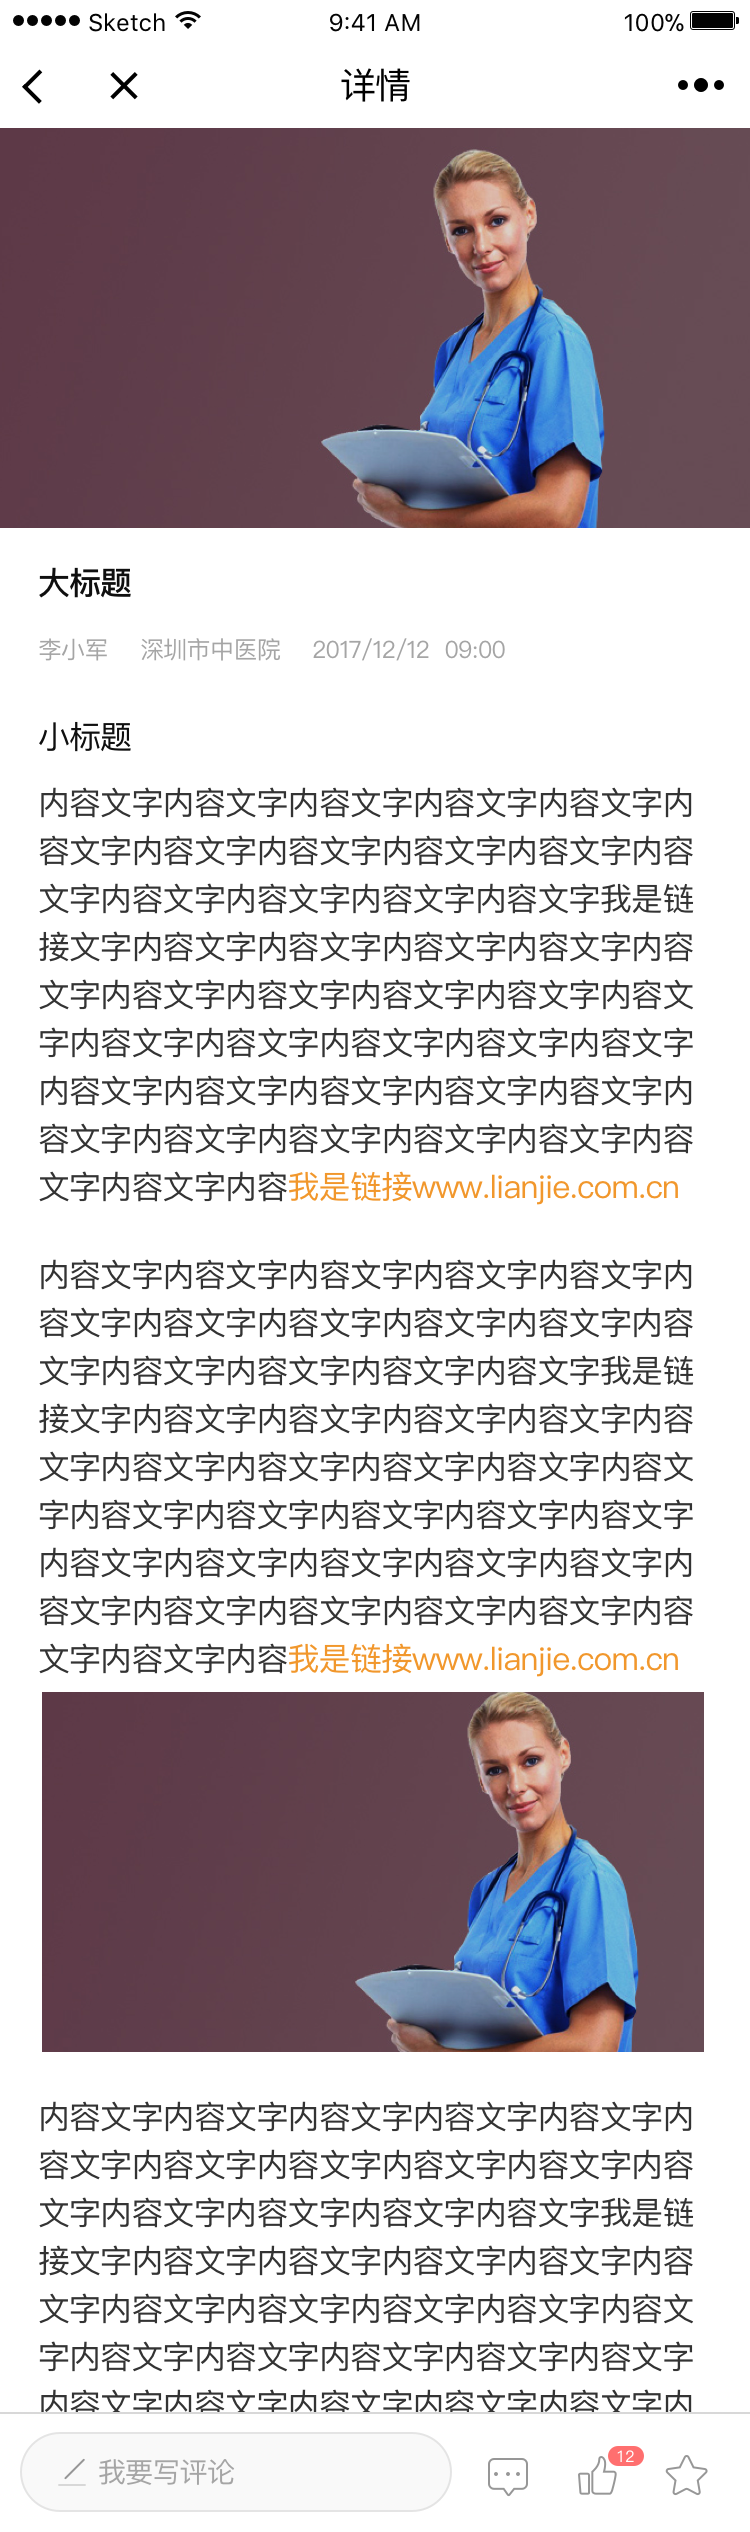 Sketch 9:41 AM 100%
详情
大标题
李小军 深圳市中医院 2017/12/12 09:00
小标题
内容文字内容文字内容文字内容文字内容文字内
容文字内容文字内容文字内容文字内容文字内容
文字内容文字内容文字内容文字内容文字我是链
接文字内容文字内容文字内容文字内容文字内容
文字内容文字内容文字内容文字内容文字内容文
字内容文字内容文字内容文字内容文字内容文字
内容文字内容文字内容文字内容文字内容文字内
容文字内容文字内容文字内容文字内容文字内容
文字内容文字内容我是链接www.lianjie.com.cn
内容文字内容文字内容文字内容文字内容文字内
容文字内容文字内容文字内容文字内容文字内容
文字内容文字内容文字内容文字内容文字我是链
接文字内容文字内容文字内容文字内容文字内容
文字内容文字内容文字内容文字内容文字内容文
字内容文字内容文字内容文字内容文字内容文字
内容文字内容文字内容文字内容文字内容文字内
容文字内容文字内容文字内容文字内容文字内容
文字内容文字内容我是链接www.lianjie.com.cn
内容文字内容文字内容文字内容文字内容文字内
容文字内容文字内容文字内容文字内容文字内容
文字内容文字内容文字内容文字内容文字我是链
接文字内容文字内容文字内容文字内容文字内容
文字内容文字内容文字内容文字内容文字内容文
字内容文字内容文字内容文字内容文字内容文字
内容文字内容文字内容文字内容文字内容文字内
我要写评论 12